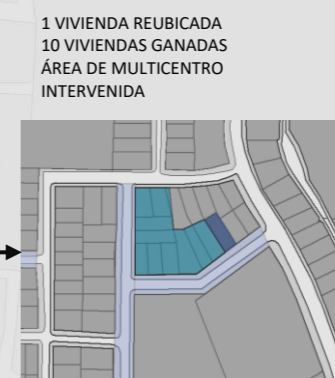 1 VIVIENDA REUBICADA
10 VIVIENDAS GANADAS
ÁREA DE MULTICENTRO
INTERVENIDA